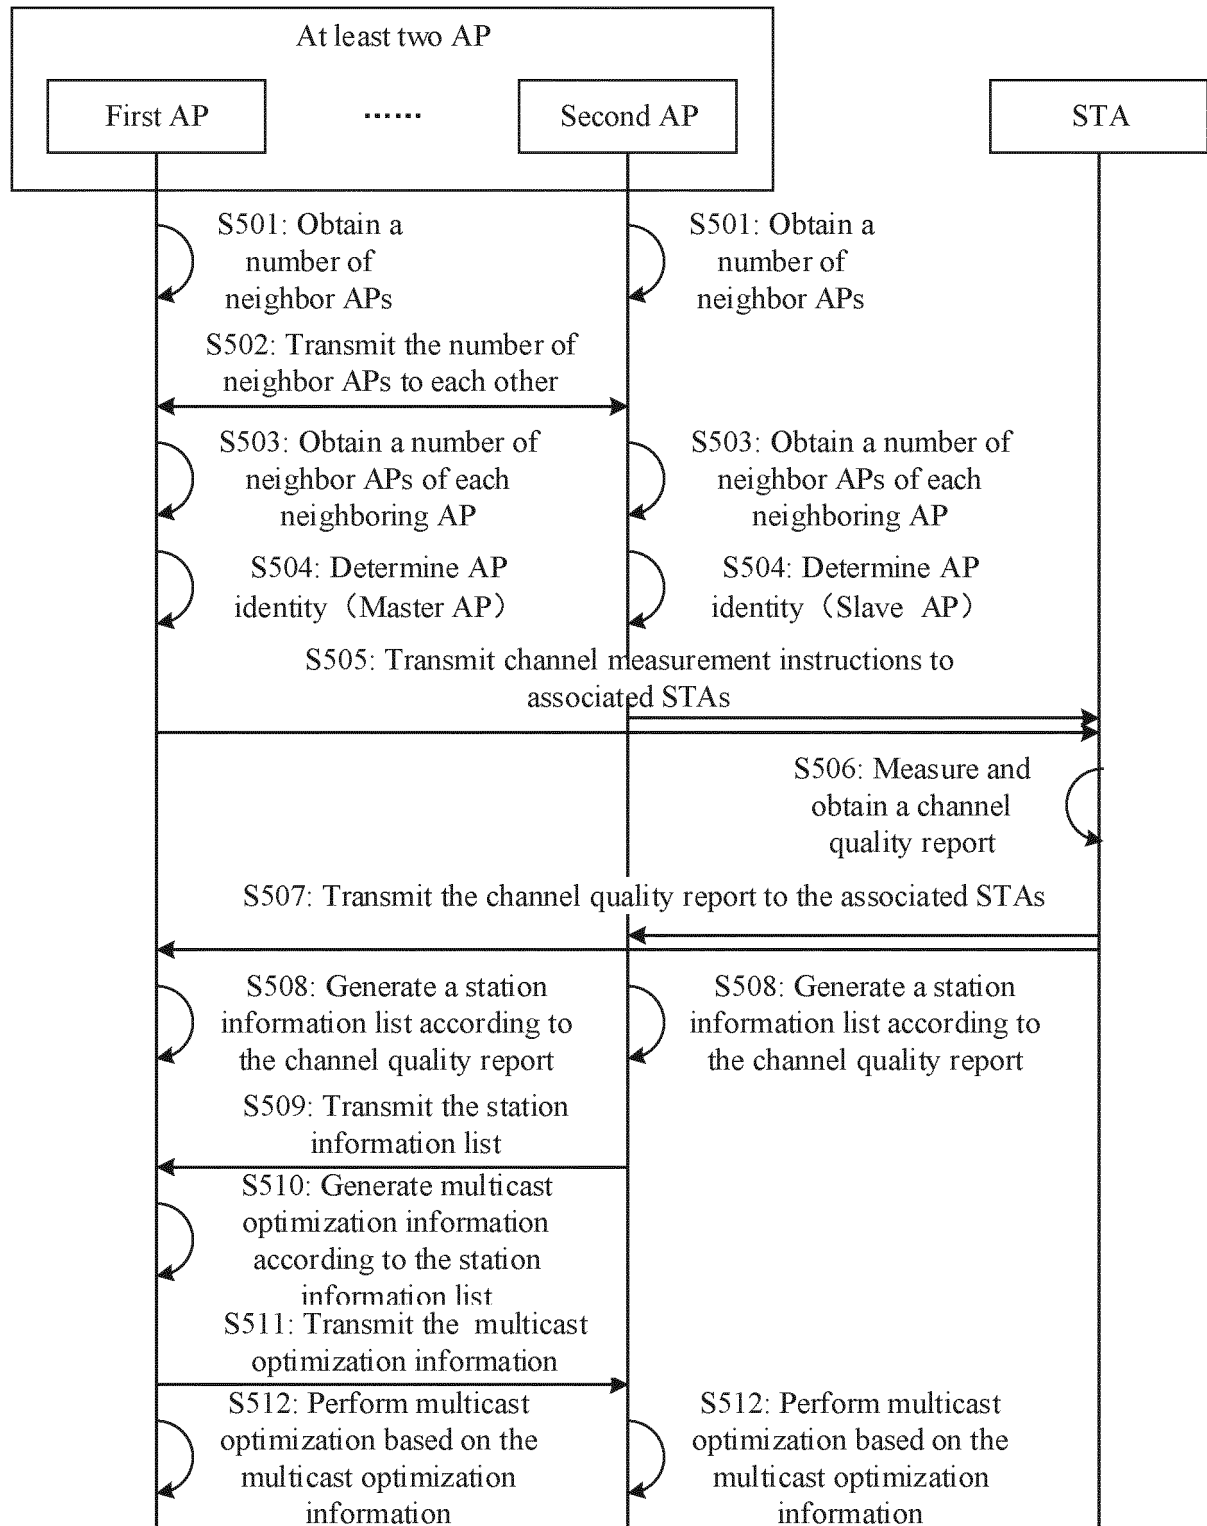 At least two AP
First AP
……
Second AP
STA
S501: Obtain a
number of
neighbor APs
S501: Obtain a
number of
neighbor APs
S502: Transmit the number of
neighbor APs to each other
S503: Obtain a number of
neighbor APs of each
neighboring AP
S503: Obtain a number of
neighbor APs of each
neighboring AP
S504: Determine AP
identity（Master AP）
S504: Determine AP
identity（Slave AP）
S505: Transmit channel measurement instructions to
associated STAs
S506: Measure and
obtain a channel
quality report
S507: Transmit the channel quality report to the associated STAs
S508: Generate a station
information list according to
the channel quality report
S508: Generate a station
information list according to
the channel quality report
S509: Transmit the station
information list
S510: Generate multicast
optimization information
according to the station
information list
S511: Transmit the multicast
optimization information
S512: Perform multicast
optimization based on the
multicast optimization
information
S512: Perform multicast
optimization based on the
multicast optimization
information